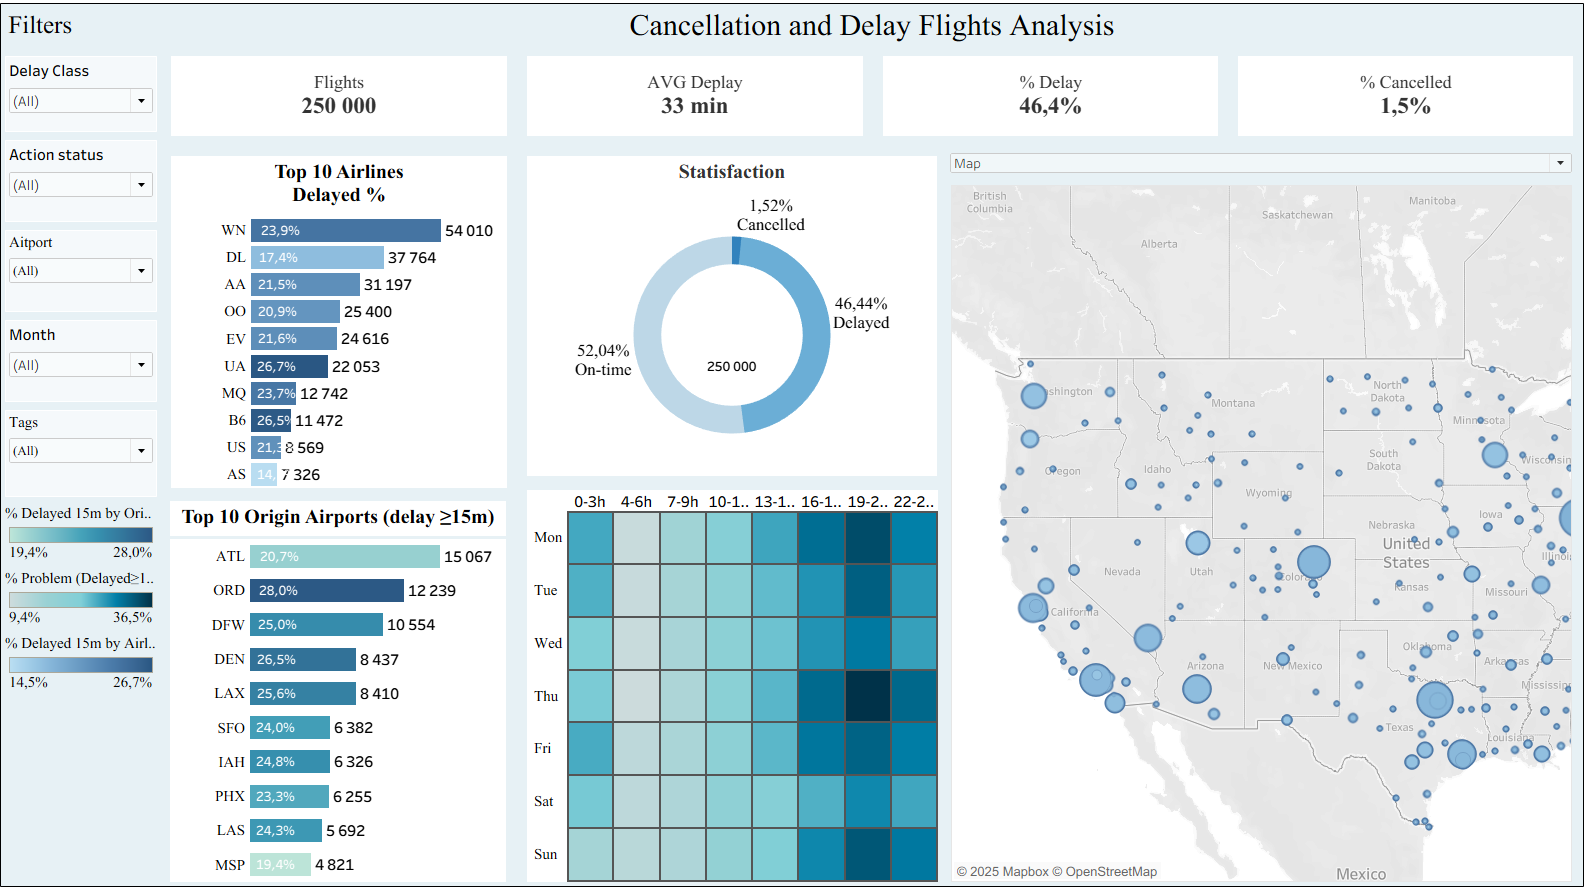 Filters
Cancellation and Delay Flights Analysis
Delay Class
(All)
Action status
(All)
Aitport
(All)
Month
(All)
Tags
(All)
% Delayed 15m by Ori..
19,4% 28,0%
% Problem (Delayed≥1..
9,4% 36,5%
% Delayed 15m by Airl..
14,5% 26,7%
Flights
250 000
AVG Deplay
33 min
% Delay
46,4%
% Cancelled
1,5%
Top 10 Airlines
Delayed %
WN 23,9% 54 010
DL 17,4% 37 764
AA 21,5% 31 197
OO 20,9% 25 400
EV 21,6% 24 616
UA 26,7% 22 053
MQ 23,7% 12 742
B6 26,5% 11 472
US 21,3 8 569
AS 14, 7 326
Top 10 Origin Airports (delay ≥15m)
ATL 20,7% 15 067
ORD 28,0% 12 239
DFW 25,0% 10 554
DEN 26,5% 8 437
LAX 25,6% 8 410
SFO 24,0% 6 382
IAH 24,8% 6 326
PHX 23,3% 6 255
LAS 24,3% 5 692
MSP 19,4% 4 821
Statisfaction
1,52%
Cancelled
46,44%
Delayed
52,04%
On-time
250 000
0-3h 4-6h 7-9h 10-1.. 13-1.. 16-1.. 19-2.. 22-2..
Mon
Tue
Wed
Thu
Fri
Sat
Sun
Map
British
Columbia
Alberta
Saskatchewan
Manitoba
shington
Montana
North
Dakota
Minnesota
Oregon
Idaho
South
Dakota
Wisconsin
Wyoming
Iowa
Nebraska
United
States
Illinois
Nevada
Utah
Colorado
Kansas
Missouri
California
Oklahoma
Arizona
New Mexico
Arkansas
Mississip
Texas
Louisiana
Mexico
© 2025 Mapbox © OpenStreetMap